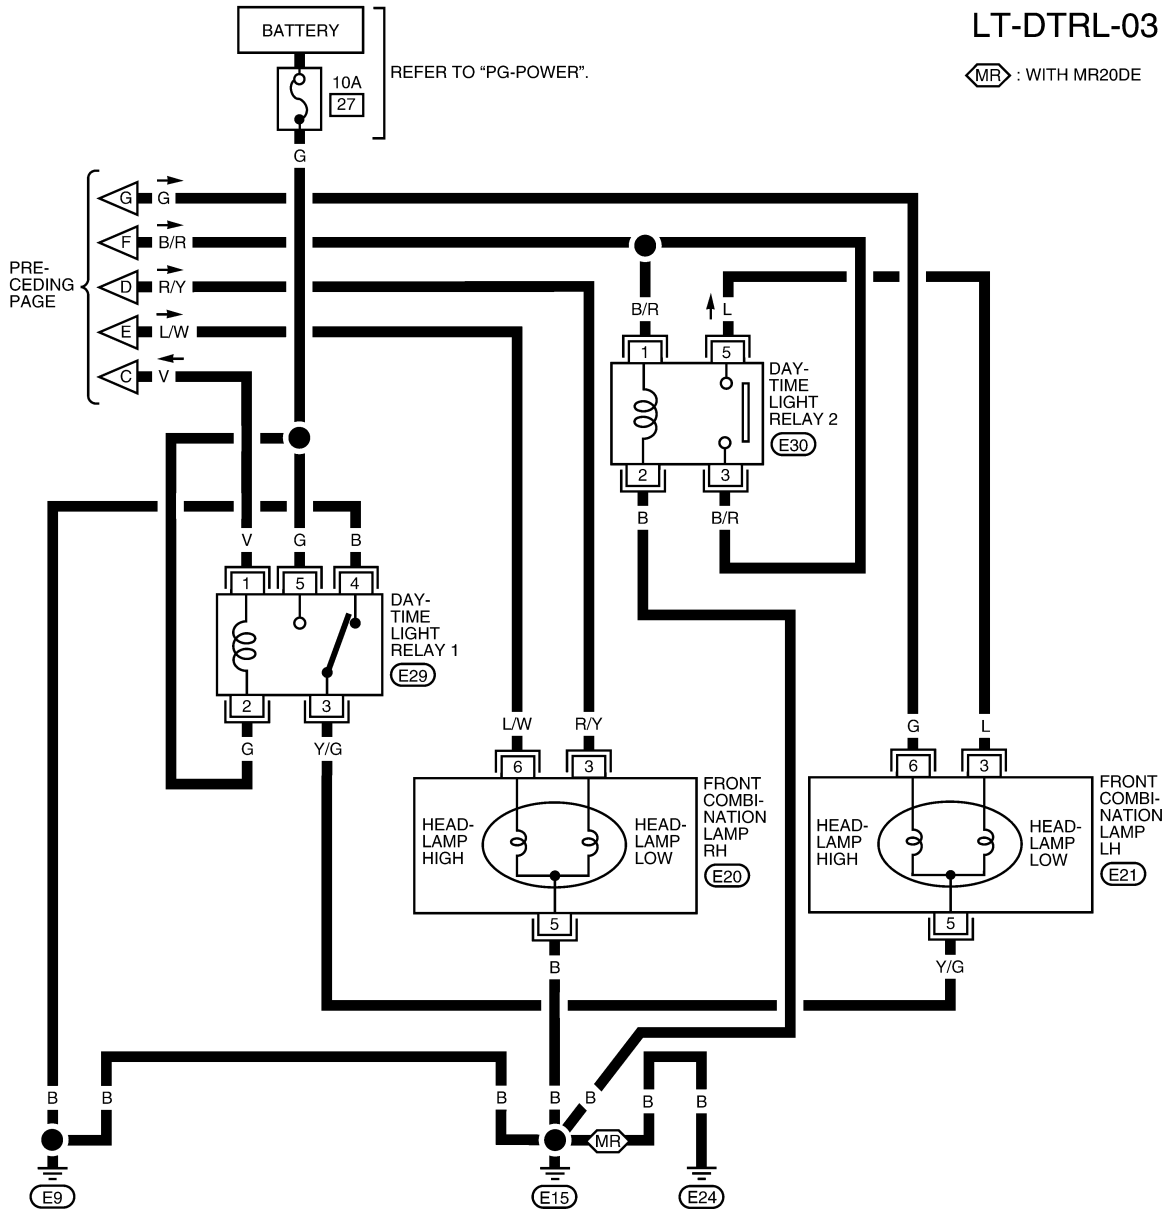 LT-DTRL-03
MR : WITH MR20DE
BATTERY
REFER TO “PG-POWER”.
10A
27
G
PRE-
CEDING
PAGE
G G
F B/R
D R/Y
E L/W
C V
B/R
L
1
5
DAY-
TIME
LIGHT
RELAY 2
E30
2
3
B
B/R
V
G
B
1
5
4
DAY-
TIME
LIGHT
RELAY 1
E29
2
3
G
Y/G
L/W
R/Y
6
3
FRONT
COMBI-
NATION
LAMP
RH
E20
HEAD-
LAMP
HIGH
HEAD-
LAMP
LOW
5
B
G
L
6
3
FRONT
COMBI-
NATION
LAMP
LH
E21
HEAD-
LAMP
HIGH
HEAD-
LAMP
LOW
5
Y/G
B
B
B
B
B
B
B
MR
E9
E15
E24